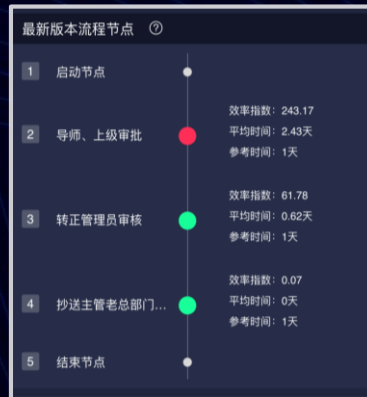 最新版本流程节点 ?
1 启动节点
效率指数：243.17
2 导师、上级审批 平均时间：2.43天
参考时间：1天
效率指数：61.78
3 转正管理员审核 平均时间：0.62天
参考时间：1天
效率指数：0.07
4 抄送主管老总部门... 平均时间：0天
参考时间：1天
5 结束节点